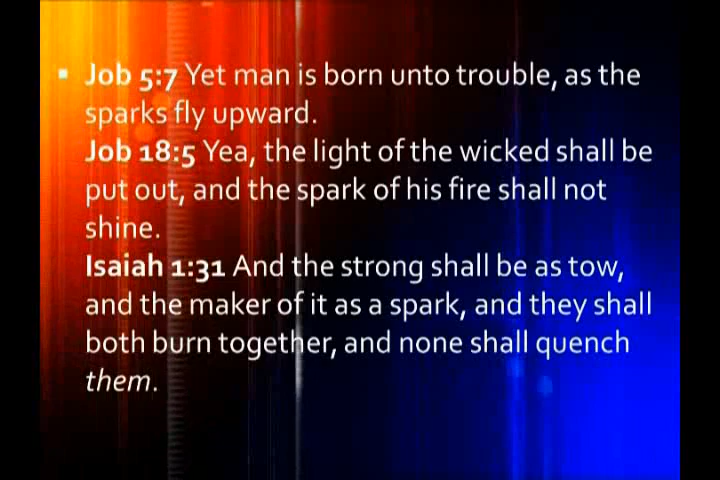 ▪ Job 5:7 Yet man is born unto trouble, as the
sparks fly upward.
Job 18:5 Yea, the light of the wicked shall be
put out, and the spark of his fire shall not
shine.
Isaiah 1:31 And the strong shall be as tow,
and the maker of it as a spark, and they shall
both burn together, and none shall quench
them.